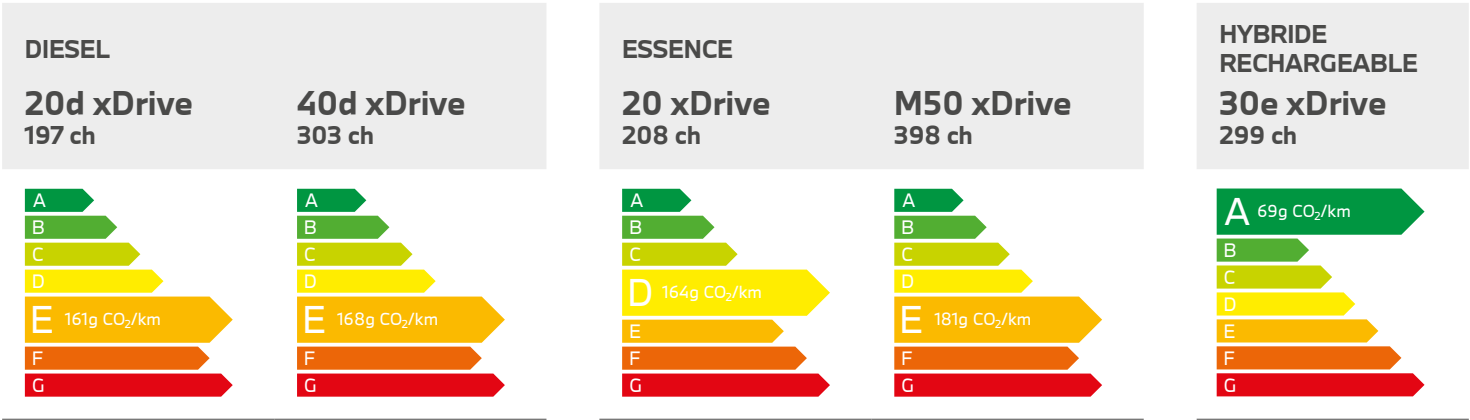 DIESEL
20d xDrive
197 ch
A
B
C
D
E 161g CO₂/km
F
G
40d xDrive
303 ch
A
B
C
D
E 168g CO₂/km
F
G
ESSENCE
20 xDrive
208 ch
A
B
C
D 164g CO₂/km
E
F
G
M50 xDrive
398 ch
A
B
C
D
E 181g CO₂/km
F
G
HYBRIDE
RECHARGEABLE
30e xDrive
299 ch
A 69g CO₂/km
B
C
D
E
F
G